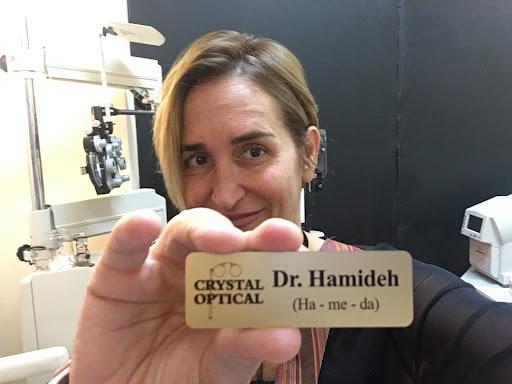 CRYSTAL
OPTICAL
Dr. Hamideh
(Ha - me - da)